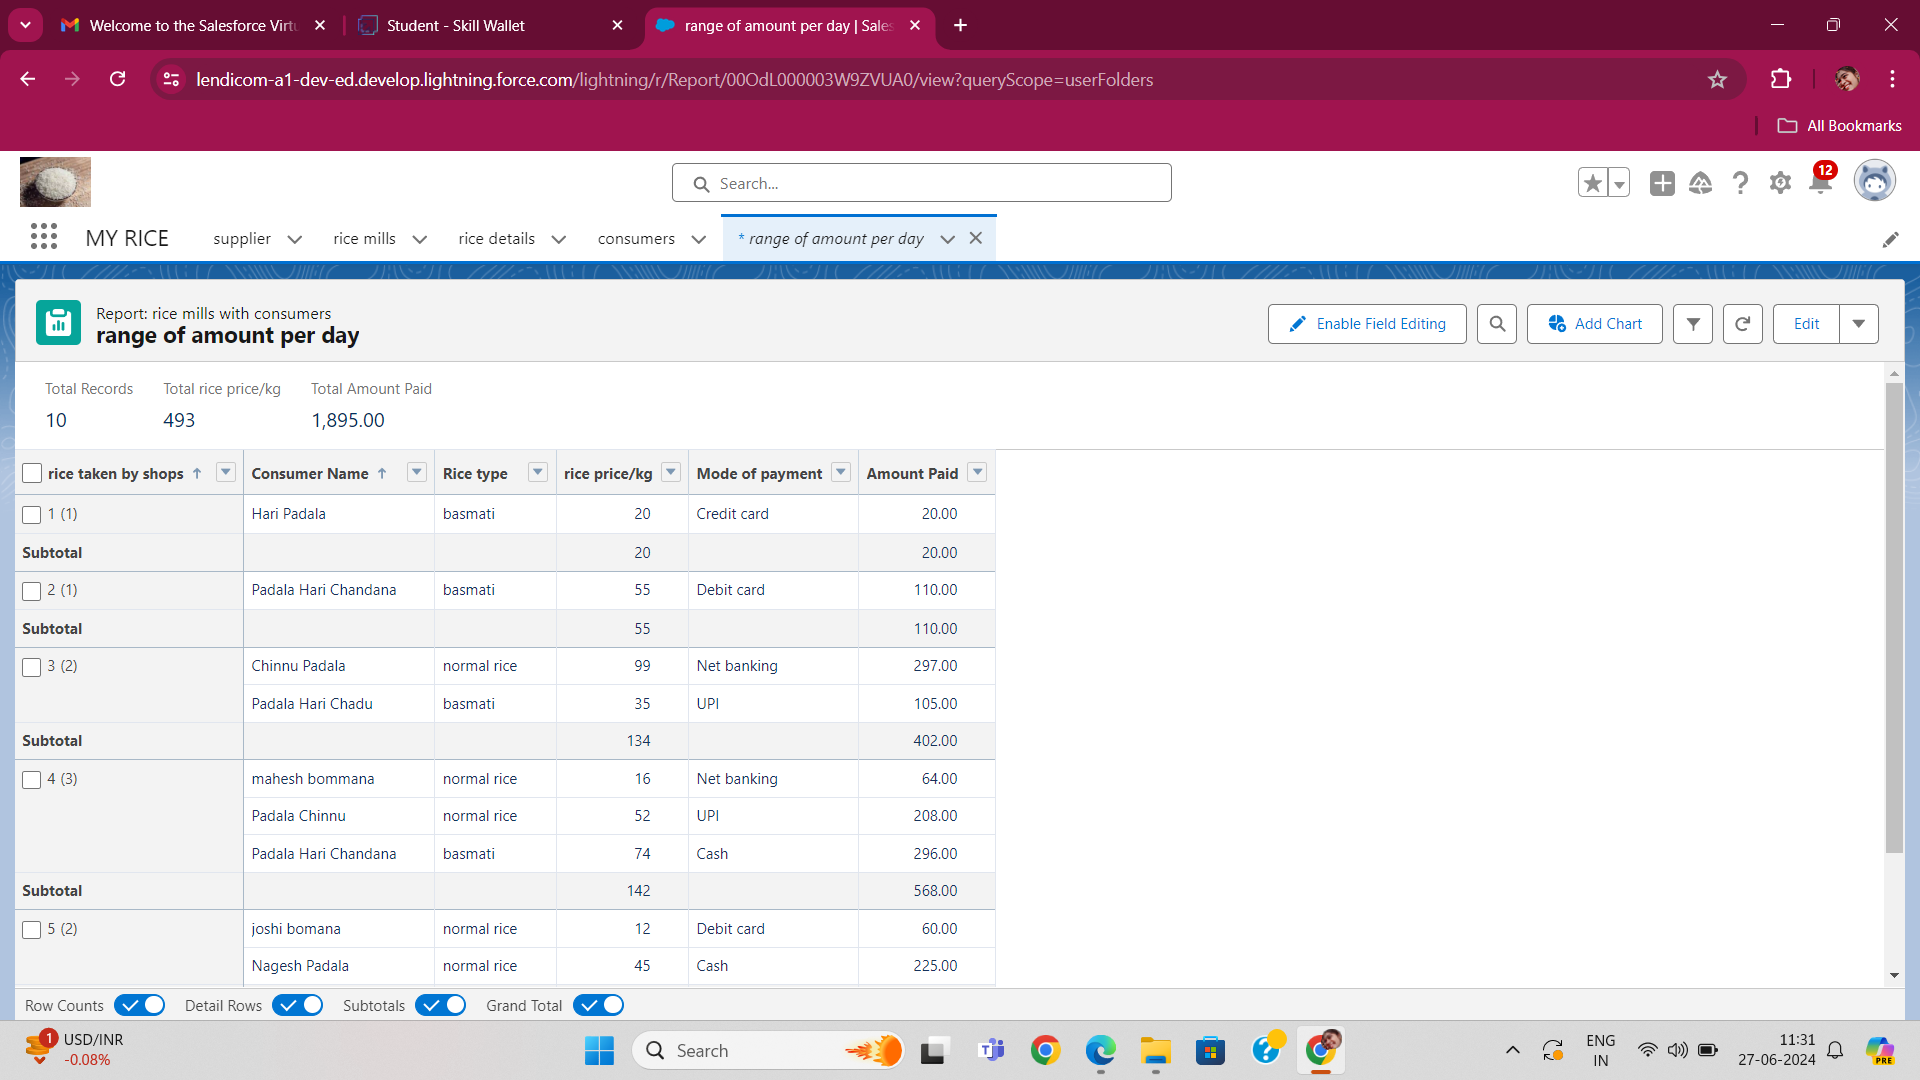 Welcome to the Salesforce Virtu
Student - Skill Wallet
range of amount per day | Sales
lendicom-a1-dev-ed.develop.lightning.force.com/lightning/r/Report/00OdL000003W9ZVUA0/view?queryScope=userFolders
All Bookmarks
Search...
12
MY RICE
supplier
rice mills
rice details
consumers
* range of amount per day
Report: rice mills with consumers
range of amount per day
Enable Field Editing
Add Chart
Edit
Total Records Total rice price/kg Total Amount Paid
10 493 1,895.00
rice taken by shops Consumer Name Rice type rice price/kg Mode of payment Amount Paid
1 (1) Hari Padala basmati 20 Credit card 20.00
Subtotal 20 20.00
2 (1) Padala Hari Chandana basmati 55 Debit card 110.00
Subtotal 55 110.00
3 (2) Chinnu Padala normal rice 99 Net banking 297.00
Padala Hari Chadu basmati 35 UPI 105.00
Subtotal 134 402.00
4 (3) mahesh bommana normal rice 16 Net banking 64.00
Padala Chinnu normal rice 52 UPI 208.00
Padala Hari Chandana basmati 74 Cash 296.00
Subtotal 142 568.00
5 (2) joshi bomana normal rice 12 Debit card 60.00
Nagesh Padala normal rice 45 Cash 225.00
Row Counts Detail Rows Subtotals Grand Total
1
USD/INR
-0.08%
Search
PRE
ENG
IN
11:31
27-06-2024